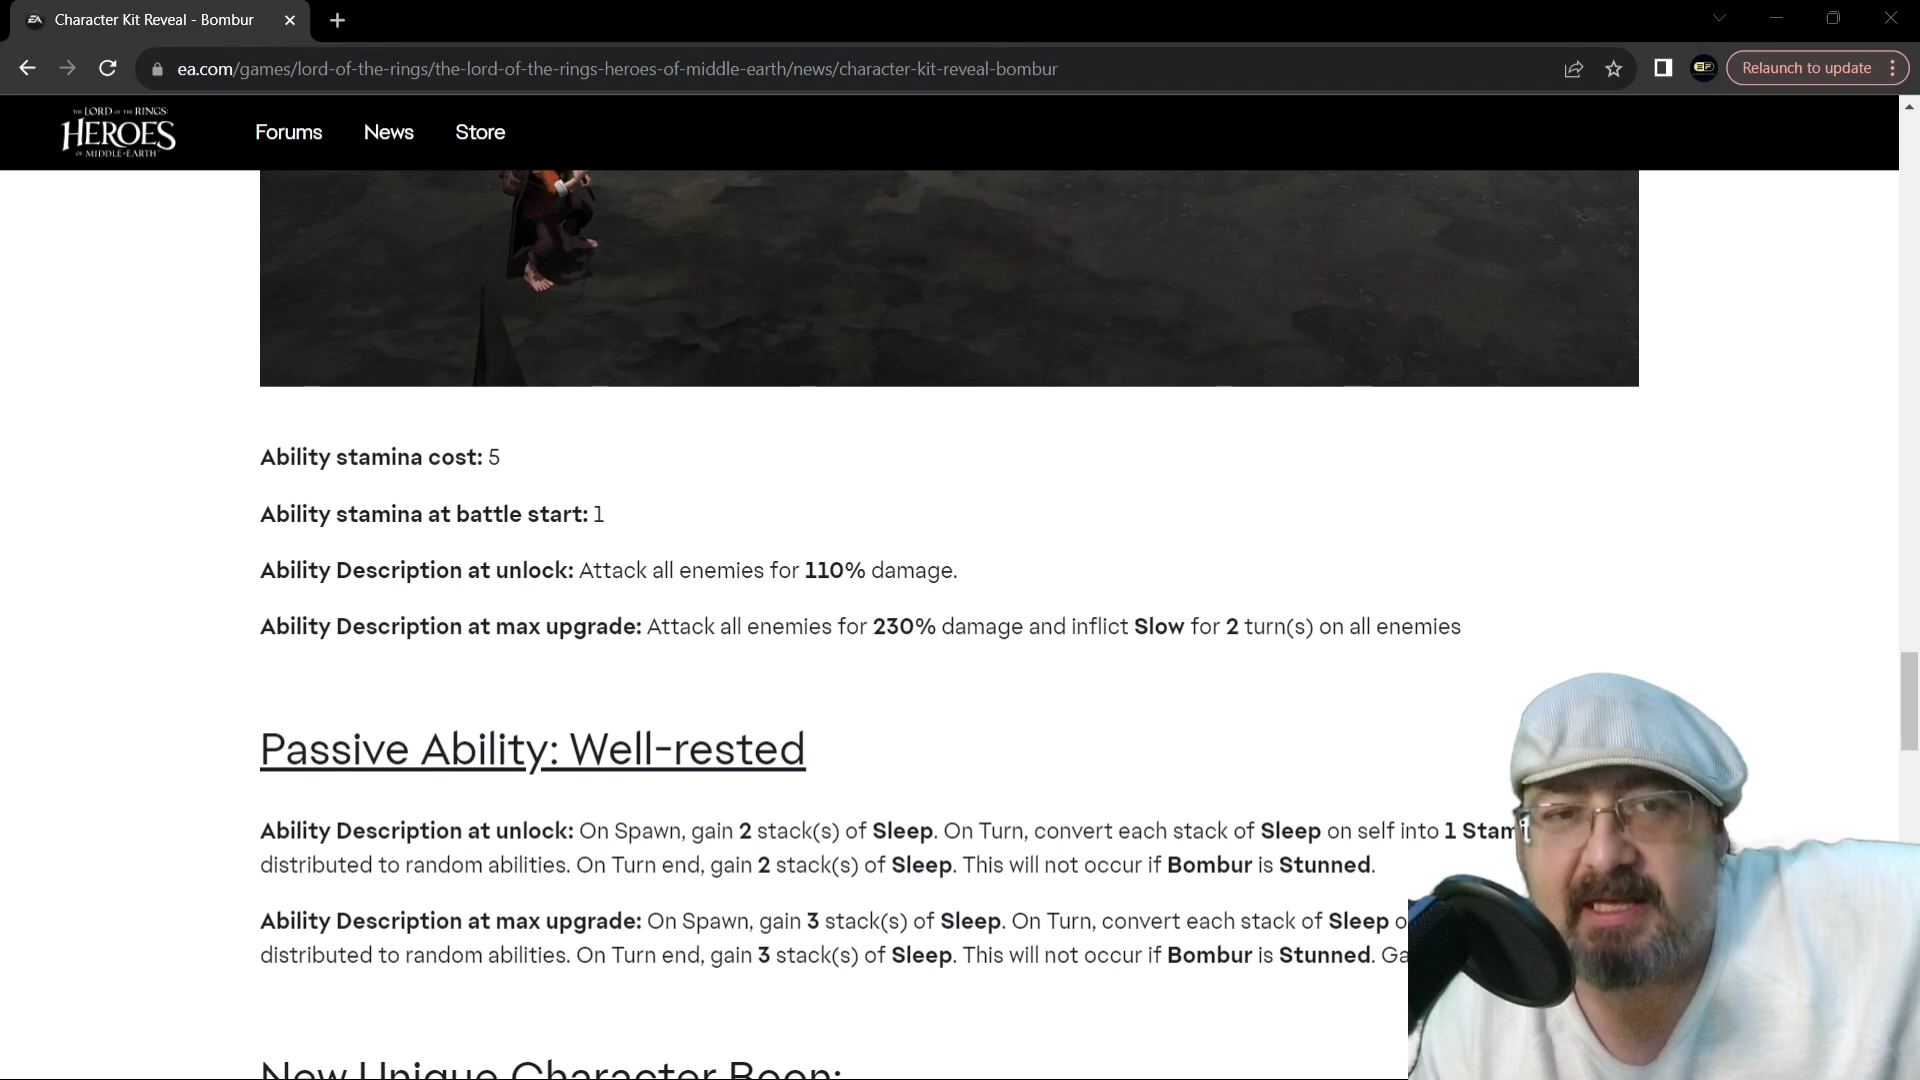 Character Kit Reveal - Bombur
ea.com/games/lord-of-the-rings/the-lord-of-the-rings-heroes-of-middle-earth/news/character-kit-reveal-bombur
Relaunch to update
THE LORD OF THE RINGS
HEROES
OF MIDDLE-EARTH
Forums
News
Store
Ability stamina cost: 5
Ability stamina at battle start: 1
Ability Description at unlock: Attack all enemies for 110% damage.
Ability Description at max upgrade: Attack all enemies for 230% damage and inflict Slow for 2 turn(s) on all enemies
Passive Ability: Well-rested
Ability Description at unlock: On Spawn, gain 2 stack(s) of Sleep. On Turn, convert each stack of Sleep on self into 1
distributed to random abilities. On Turn end, gain 2 stack(s) of Sleep. This will not occur if Bombur is Stunned.
Ability Description at max upgrade: On Spawn, gain 3 stack(s) of Sleep. On Turn, convert each stack of Sleep
distributed to random abilities. On Turn end, gain 3 stack(s) of Sleep. This will not occur if Bombur is Stunned.
New Unique Character Boon: